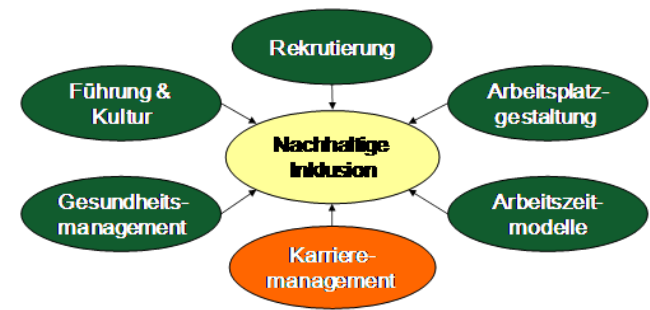 Rekrutierung
Führung &
Kultur
Arbeitsplatz-
gestaltung
Nachhaltige
Inklusion
Gesundheits-
management
Arbeitszeit-
modelle
Karriere-
management